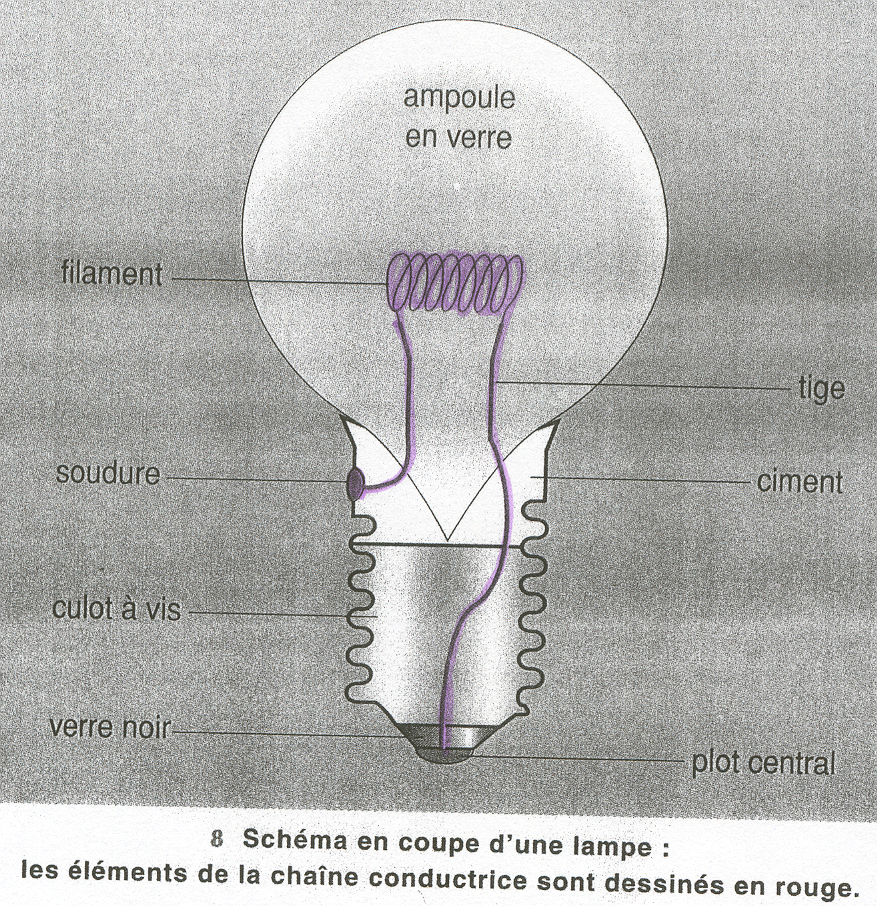 ampoule
en verre
filament
tige
soudure
ciment
culot à vis
verre noir
plot central
8 Schéma en coupe d'une lampe :
les éléments de la chaîne conductrice sont dessinés en rouge.